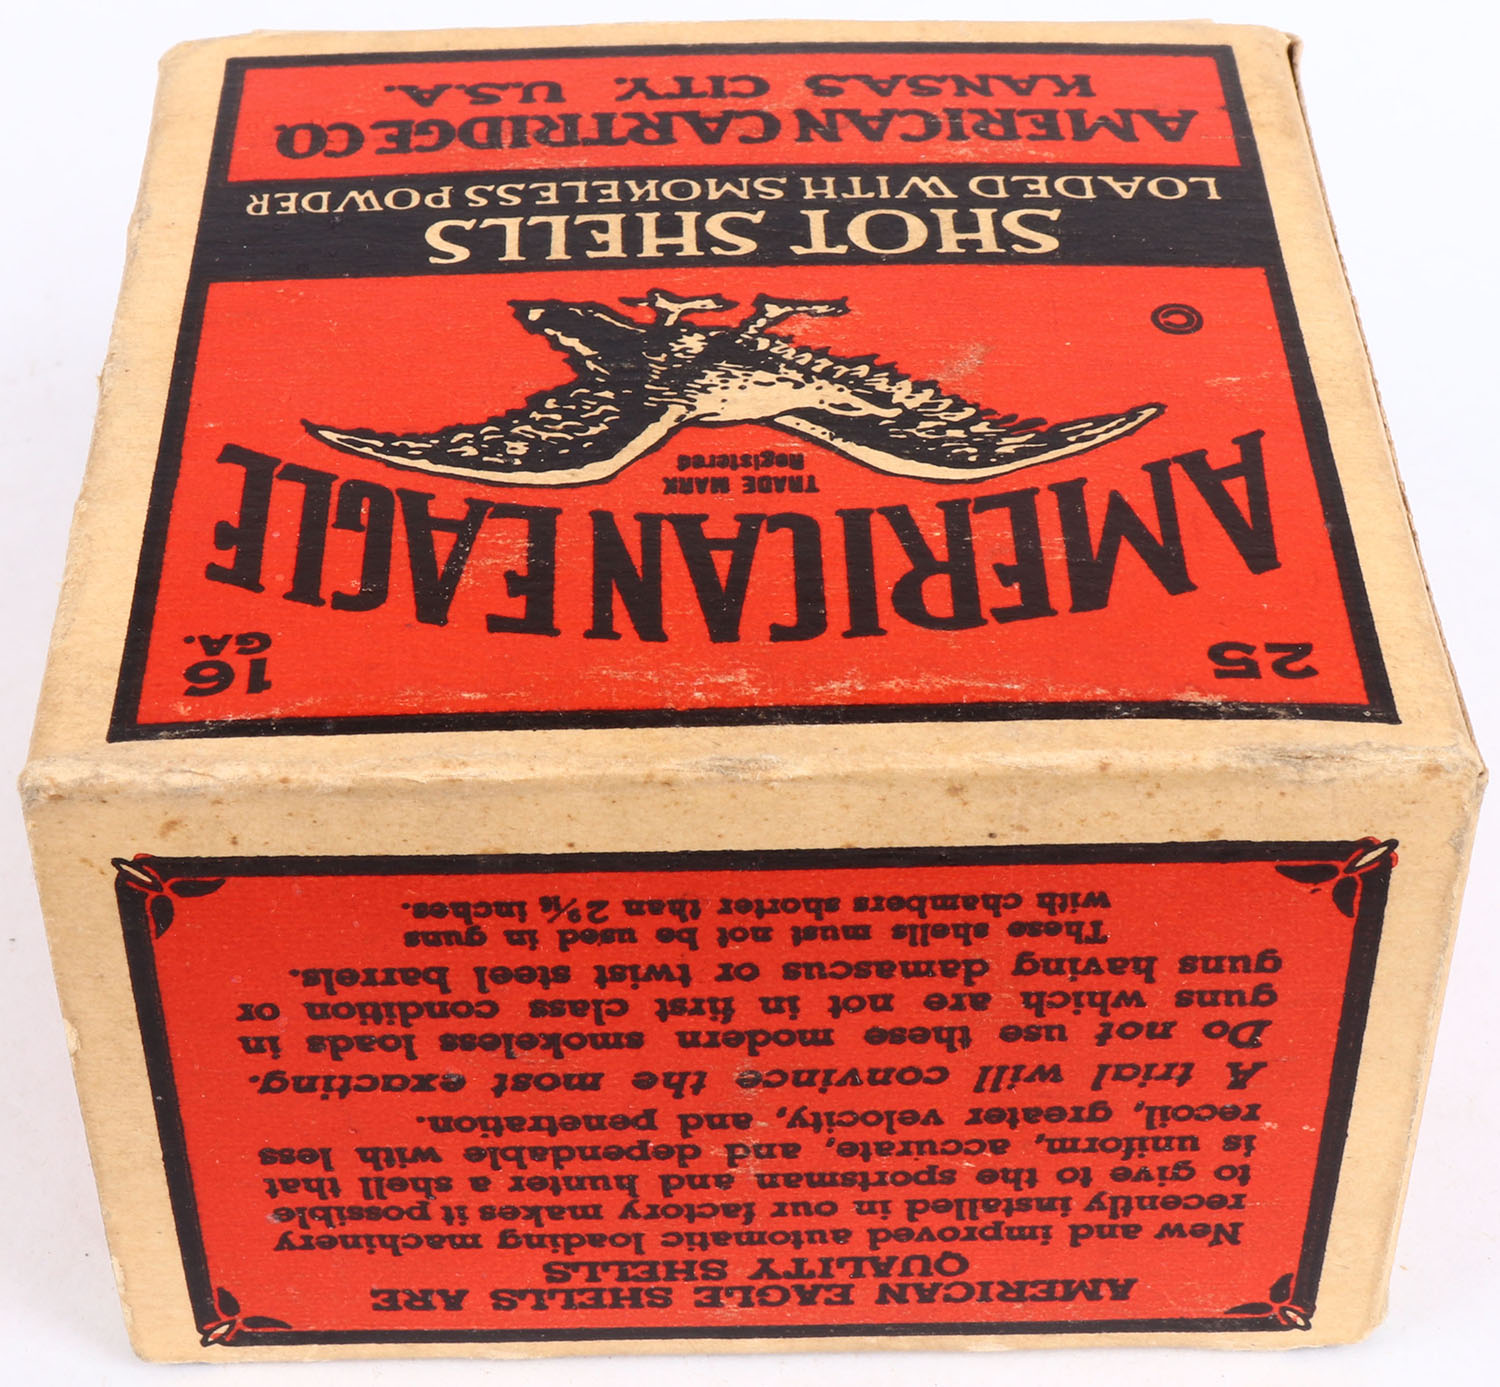 25
16
GA.
AMERICAN EAGLE
TRADE MARK
Registered
©
SHOT SHELLS
LOADED WITH SMOKELESS POWDER
AMERICAN CARTRIDGE CO
KANSAS CITY. U.S.A.
AMERICAN EAGLE SHELLS ARE
QUALITY SHELLS
New and improved automatic loading machinery
recently installed in our factory makes it possible
to give to the sportsman and hunter a shell that
is uniform, accurate, and dependable with less
recoil, greater velocity, and penetration.
A trial will convince the most exacting.
Do not use these modern smokeless loads in
guns which are not in first class condition or
guns having damascus or twist steel barrels.
These shells must not be used in guns
with chambers shorter than 2 9/16 inches.